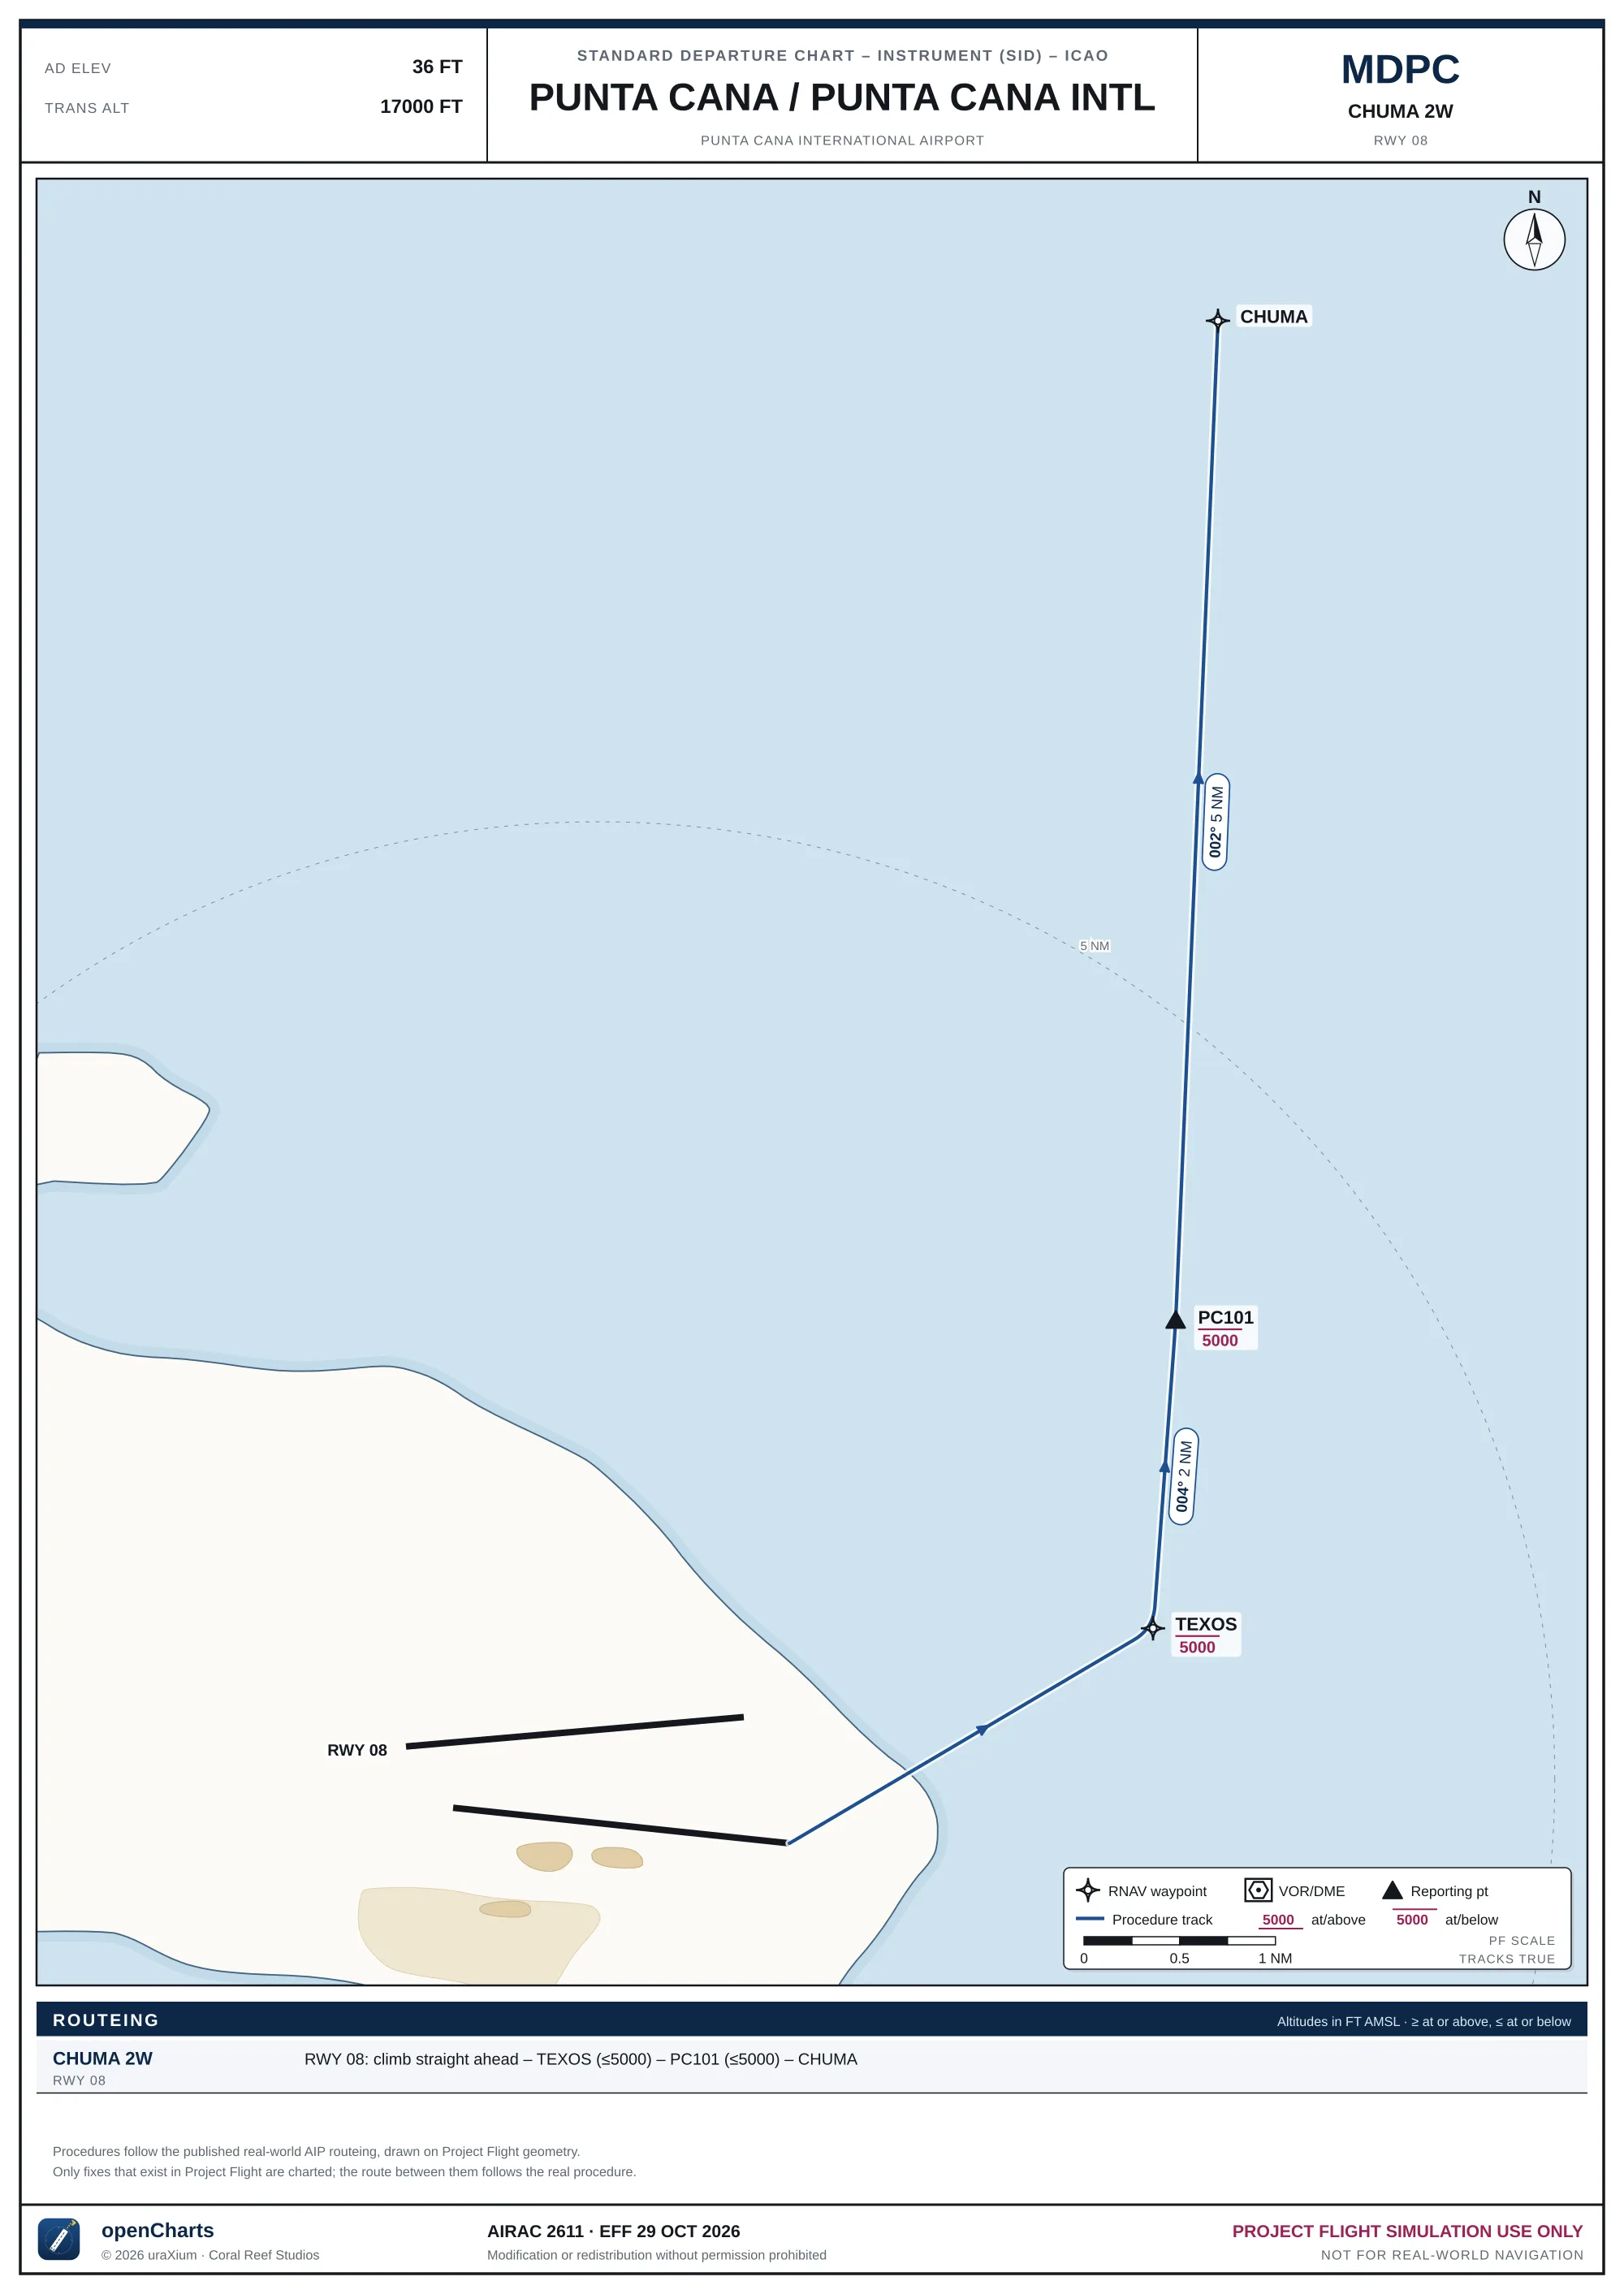 AD ELEV 36 FT
TRANS ALT 17000 FT
STANDARD DEPARTURE CHART – INSTRUMENT (SID) – ICAO
PUNTA CANA / PUNTA CANA INTL
PUNTA CANA INTERNATIONAL AIRPORT
MDPC
CHUMA 2W
RWY 08
N
CHUMA
002° 5 NM
5 NM
PC101
5000
004° 2 NM
TEXOS
5000
RWY 08
RNAV waypoint VOR/DME Reporting pt
Procedure track 5000 at/above 5000 at/below
PF SCALE
0 0.5 1 NM TRACKS TRUE
ROUTEING Altitudes in FT AMSL · ≥ at or above, ≤ at or below
CHUMA 2W RWY 08: climb straight ahead – TEXOS (≤5000) – PC101 (≤5000) – CHUMA
RWY 08
Procedures follow the published real-world AIP routeing, drawn on Project Flight geometry.
Only fixes that exist in Project Flight are charted; the route between them follows the real procedure.
openCharts AIRAC 2611 · EFF 29 OCT 2026 PROJECT FLIGHT SIMULATION USE ONLY
© 2026 uraXium · Coral Reef Studios Modification or redistribution without permission prohibited NOT FOR REAL-WORLD NAVIGATION